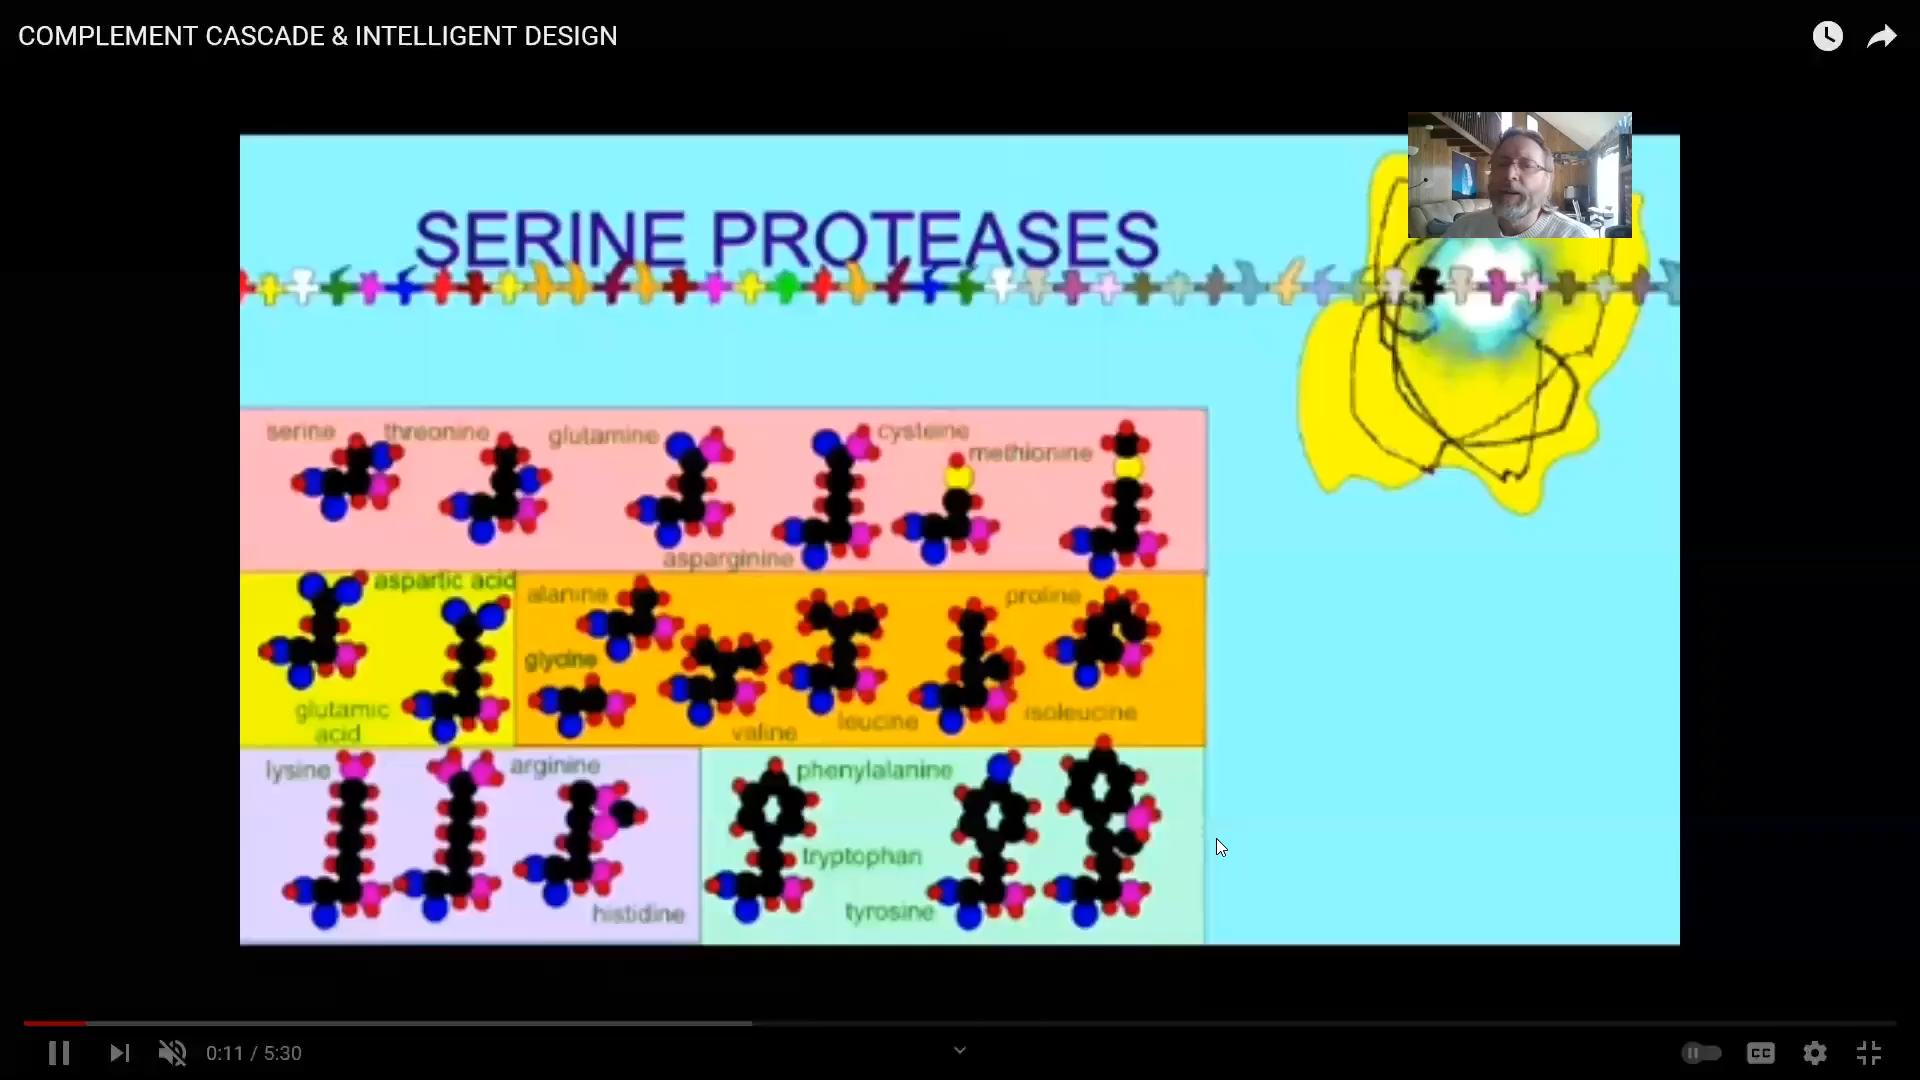 COMPLEMENT CASCADE & INTELLIGENT DESIGN
SERINE PROTEASES
serine
threonine
glutamine
cysteine
methionine
asparginine
aspartic acid
alanine
proline
glycine
glutamic
acid
valine
leucine
isoleucine
lysine
arginine
phenylalanine
tryptophan
histidine
tyrosine
0:11 / 5:30
CC